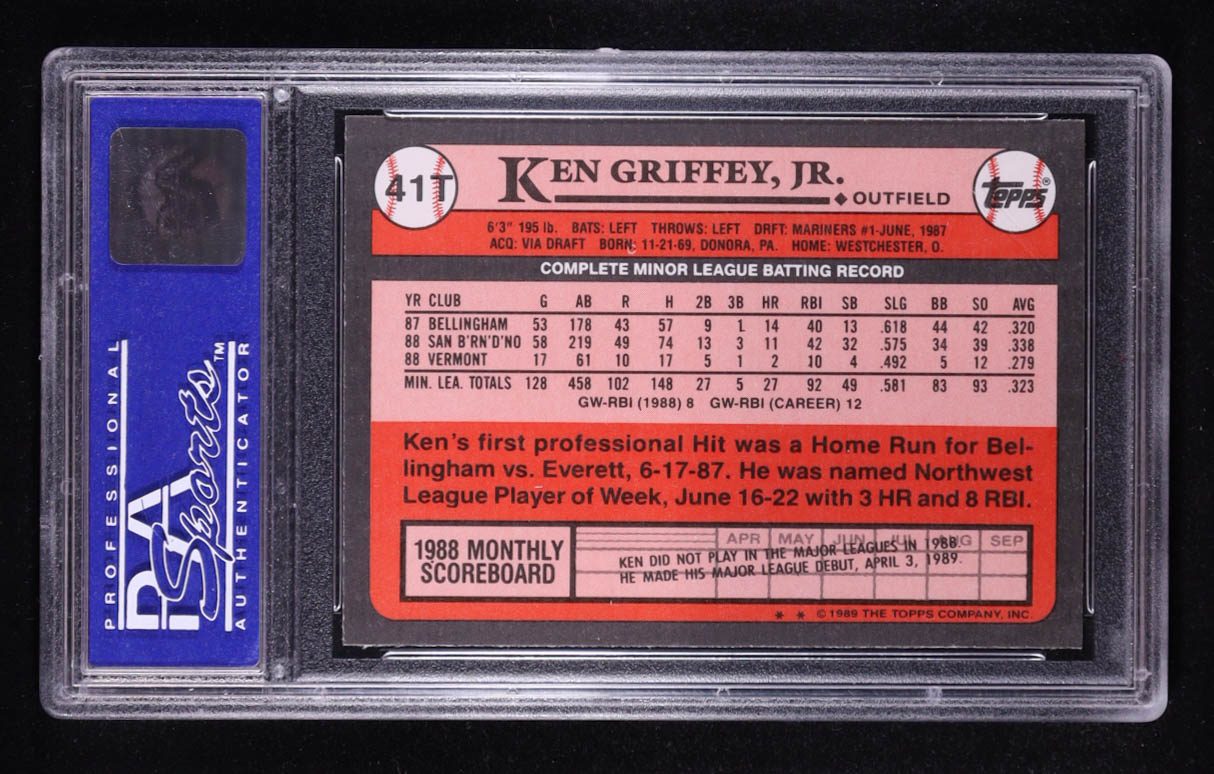 PROFESSIONAL
PA Sports™
AUTHENTICATOR
41T
KEN GRIFFEY, JR.
◆ OUTFIELD
TOPPS®
6'3" 195 lb. BATS: LEFT THROWS: LEFT DRFT: MARINERS #1-JUNE, 1987
ACQ: VIA DRAFT BORN: 11-21-69, DONORA, PA. HOME: WESTCHESTER, O.
COMPLETE MINOR LEAGUE BATTING RECORD
YR CLUB G AB R H 2B 3B HR RBI SB SLG BB SO AVG
87 BELLINGHAM 53 178 43 57 9 1 14 40 13 .618 44 42 .320
88 SAN B'RN'D'NO 58 219 49 74 13 3 11 42 32 .575 34 39 .338
88 VERMONT 17 61 10 17 5 1 2 10 4 .492 5 12 .279
MIN. LEA. TOTALS 128 458 102 148 27 5 27 92 49 .581 83 93 .323
GW-RBI (1988) 8 GW-RBI (CAREER) 12
Ken's first professional Hit was a Home Run for Bel-
lingham vs. Everett, 6-17-87. He was named Northwest
League Player of Week, June 16-22 with 3 HR and 8 RBI.
1988 MONTHLY
SCOREBOARD
APR MAY JUN JUL AUG SEP
KEN DID NOT PLAY IN THE MAJOR LEAGUES IN 1988.
HE MADE HIS MAJOR LEAGUE DEBUT, APRIL 3, 1989.
* * © 1989 THE TOPPS COMPANY, INC.